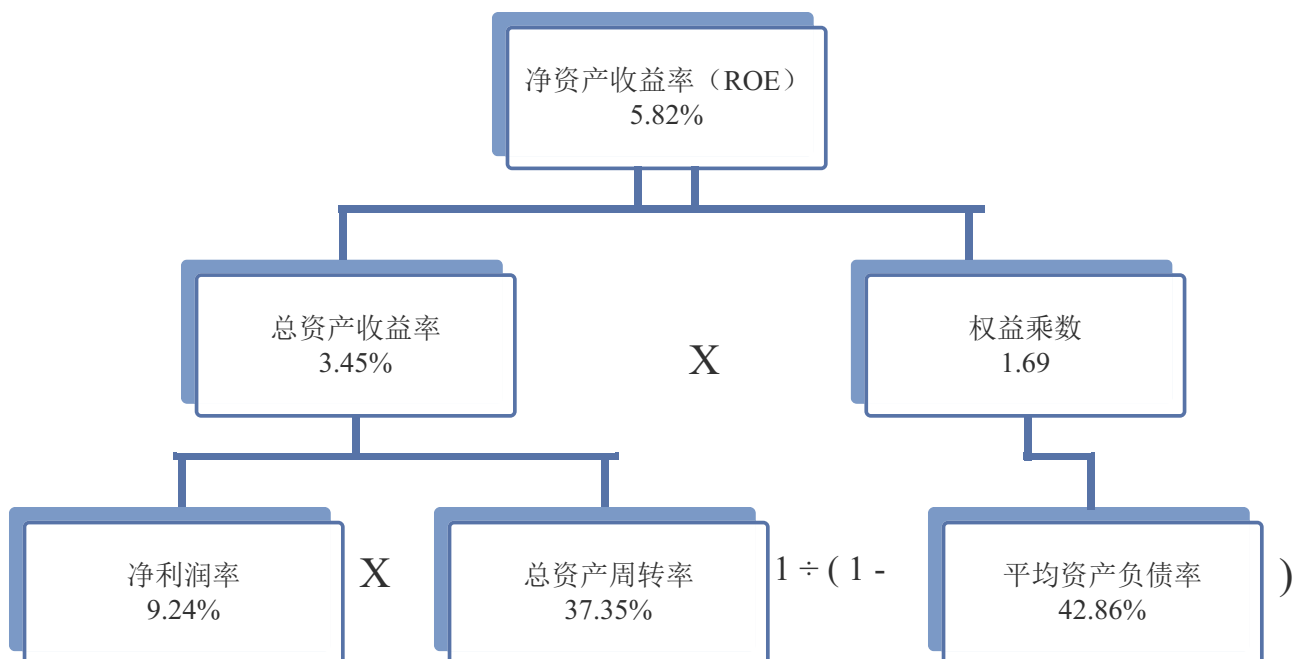 净资产收益率（ROE）
5.82%
总资产收益率
3.45%
X
权益乘数
1.69
净利润率
9.24%
X
总资产周转率
37.35%
1 ÷ ( 1 -
平均资产负债率
42.86%
)